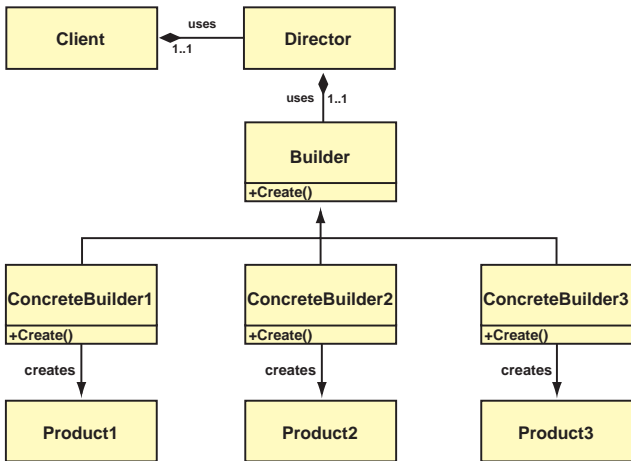 Client
uses
1..1
Director
uses
1..1
Builder
+Create()
ConcreteBuilder1
+Create()
ConcreteBuilder2
+Create()
ConcreteBuilder3
+Create()
creates
creates
creates
Product1
Product2
Product3